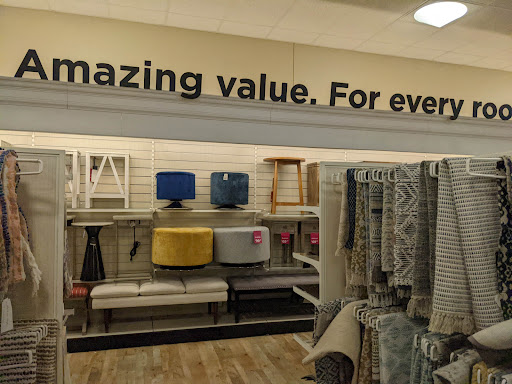 Amazing value. For every roo